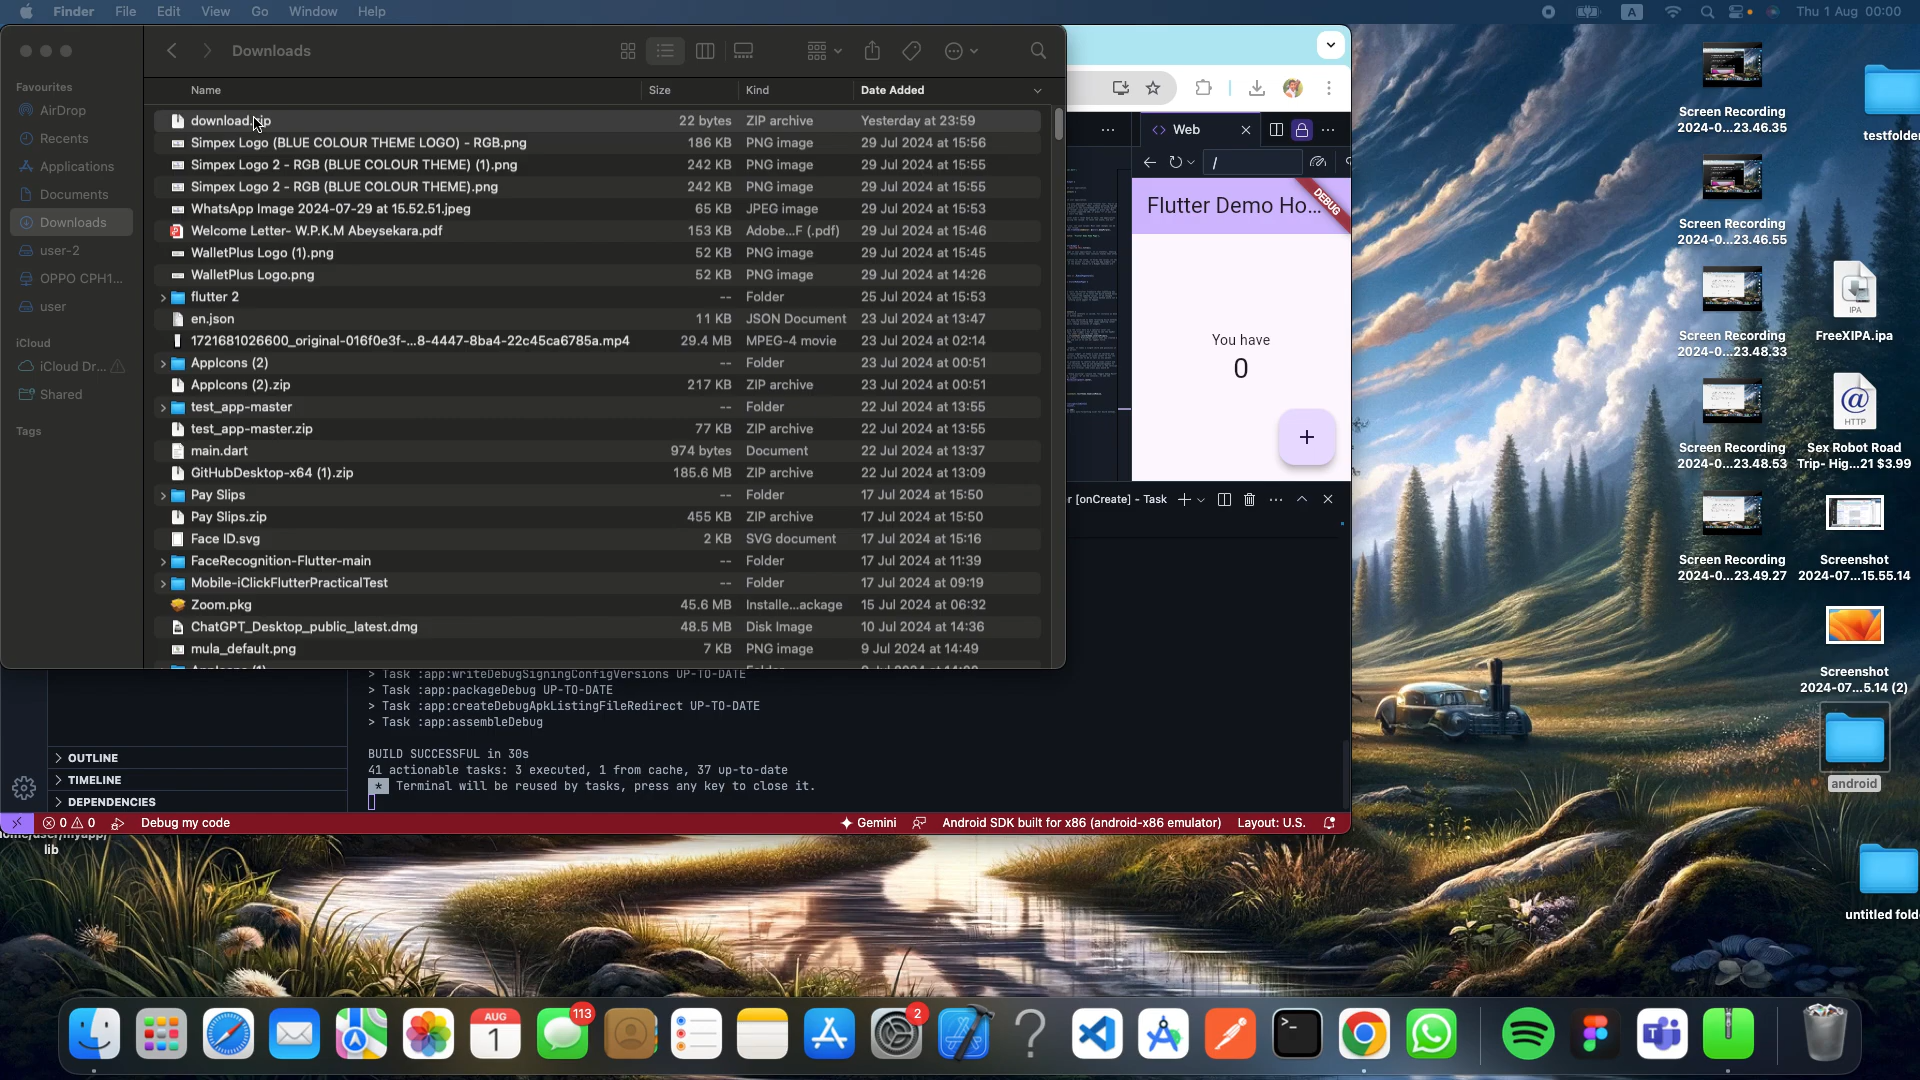 Finder File Edit View Go Window Help
A
Thu 1 Aug 00:00
Downloads
Favourites
AirDrop
Recents
Applications
Documents
Downloads
user-2
OPPO CPH1...
user
iCloud
iCloud Dr...
Shared
Tags
Name Size Kind Date Added
22 bytes ZIP archive Yesterday at 23:59
Simpex Logo (BLUE COLOUR THEME LOGO) - RGB.png 186 KB PNG image 29 Jul 2024 at 15:56
Simpex Logo 2 - RGB (BLUE COLOUR THEME) (1).png 242 KB PNG image 29 Jul 2024 at 15:55
Simpex Logo 2 - RGB (BLUE COLOUR THEME).png 242 KB PNG image 29 Jul 2024 at 15:55
WhatsApp Image 2024-07-29 at 15.52.51.jpeg 65 KB JPEG image 29 Jul 2024 at 15:53
Welcome Letter- W.P.K.M Abeysekara.pdf 153 KB Adobe...F (.pdf) 29 Jul 2024 at 15:46
WalletPlus Logo (1).png 52 KB PNG image 29 Jul 2024 at 15:45
WalletPlus Logo.png 52 KB PNG image 29 Jul 2024 at 14:26
flutter 2 -- Folder 25 Jul 2024 at 15:53
en.json 11 KB JSON Document 23 Jul 2024 at 13:47
1721681026600_original-016f0e3f-...8-4447-8ba4-22c45ca6785a.mp4 29.4 MB MPEG-4 movie 23 Jul 2024 at 02:14
AppIcons (2) -- Folder 23 Jul 2024 at 00:51
AppIcons (2).zip 217 KB ZIP archive 23 Jul 2024 at 00:51
test_app-master -- Folder 22 Jul 2024 at 13:55
test_app-master.zip 77 KB ZIP archive 22 Jul 2024 at 13:55
main.dart 974 bytes Document 22 Jul 2024 at 13:37
GitHubDesktop-x64 (1).zip 185.6 MB ZIP archive 22 Jul 2024 at 13:09
Pay Slips -- Folder 17 Jul 2024 at 15:50
Pay Slips.zip 455 KB ZIP archive 17 Jul 2024 at 15:50
Face ID.svg 2 KB SVG document 17 Jul 2024 at 15:16
FaceRecognition-Flutter-main -- Folder 17 Jul 2024 at 11:39
Mobile-iClickFlutterPracticalTest -- Folder 17 Jul 2024 at 09:19
Zoom.pkg 45.6 MB Installe...ackage 15 Jul 2024 at 06:32
ChatGPT_Desktop_public_latest.dmg 48.5 MB Disk Image 10 Jul 2024 at 14:36
mula_default.png 7 KB PNG image 9 Jul 2024 at 14:49
Web
/
Flutter Demo Ho...
DEBUG
You have
0
+
r [onCreate] - Task
> Task :app:writeDebugSigningConfigVersions UP-TO-DATE
> Task :app:packageDebug UP-TO-DATE
> Task :app:createDebugApkListingFileRedirect UP-TO-DATE
> Task :app:assembleDebug
BUILD SUCCESSFUL in 30s
41 actionable tasks: 3 executed, 1 from cache, 37 up-to-date
* Terminal will be reused by tasks, press any key to close it.
OUTLINE
TIMELINE
DEPENDENCIES
0 0 Debug my code
Gemini Android SDK built for x86 (android-x86 emulator) Layout: U.S.
lib
Screen Recording
2024-0...23.46.35
testfolder
Screen Recording
2024-0...23.46.55
Screen Recording
2024-0...23.48.33
IPA
FreeXIPA.ipa
Screen Recording
2024-0...23.48.53
HTTP
Sex Robot Road
Trip- Hig...21 $3.99
Screen Recording
2024-0...23.49.27
Screenshot
2024-07...15.55.14
Screenshot
2024-07...5.14 (2)
android
untitled fold
AUG
1
113
2